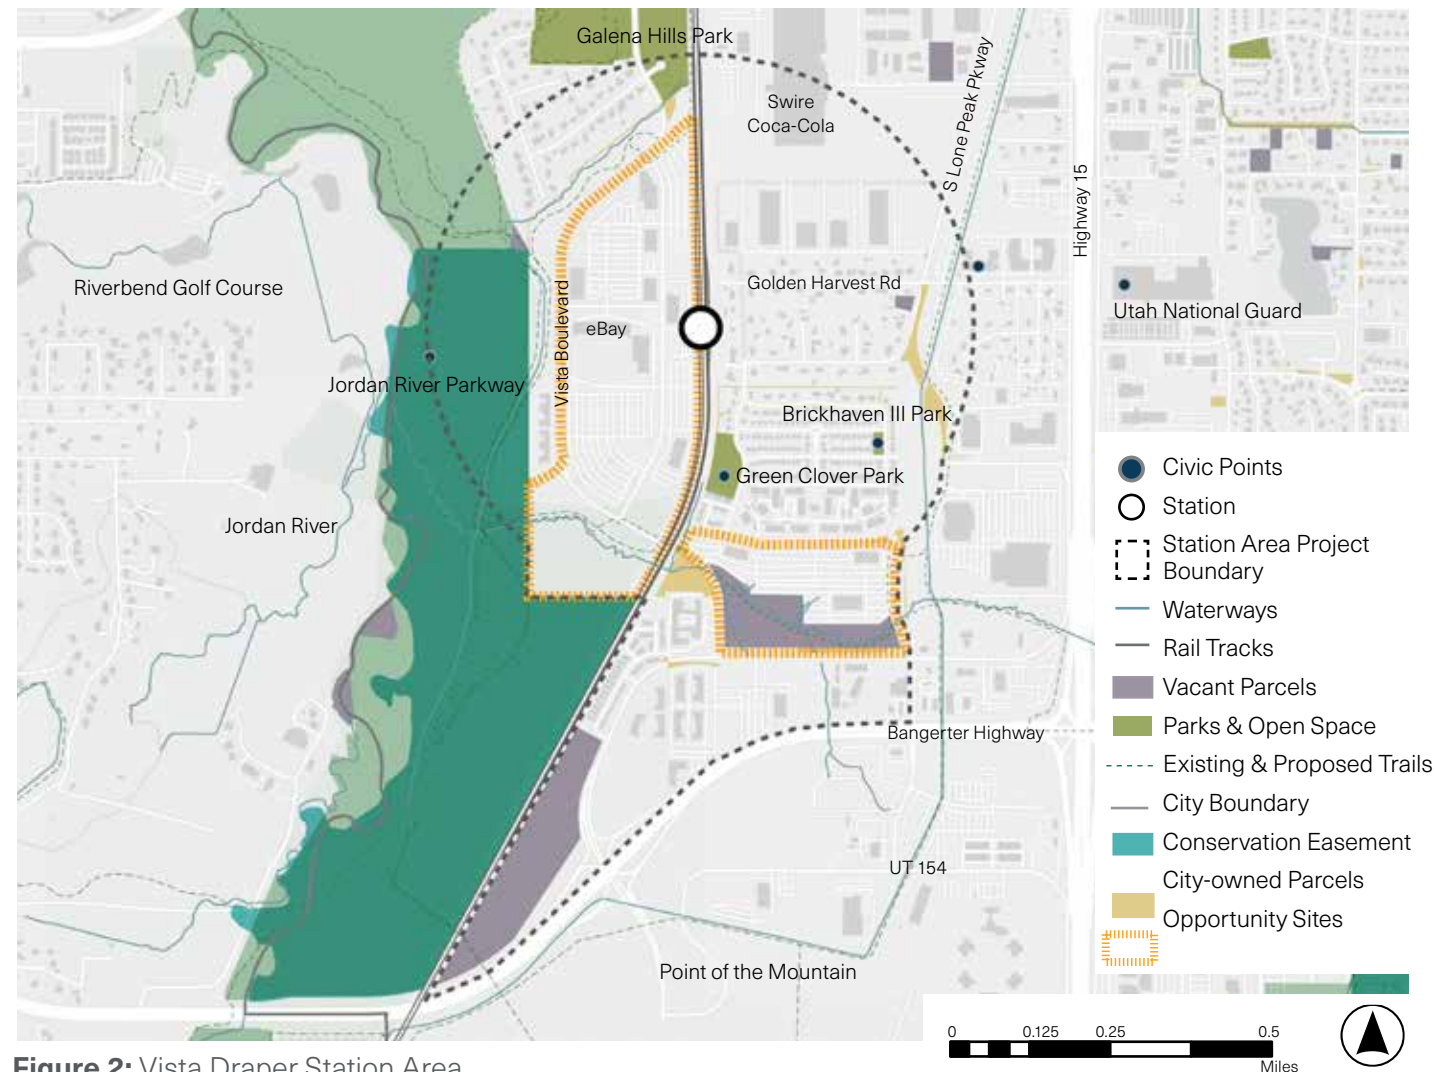 Galena Hills Park
Swire
Coca-Cola
S Lone Peak Pkway
Highway 15
Riverbend Golf Course
Vista Boulevard
eBay
Golden Harvest Rd
Utah National Guard
Jordan River Parkway
Brickhaven III Park
Green Clover Park
Jordan River
Bangerter Highway
UT 154
Point of the Mountain
Civic Points
Station
Station Area Project
Boundary
Waterways
Rail Tracks
Vacant Parcels
Parks & Open Space
Existing & Proposed Trails
City Boundary
Conservation Easement
City-owned Parcels
Opportunity Sites
0 0.125 0.25 0.5
Miles
Figure 2: Vista Draper Station Area